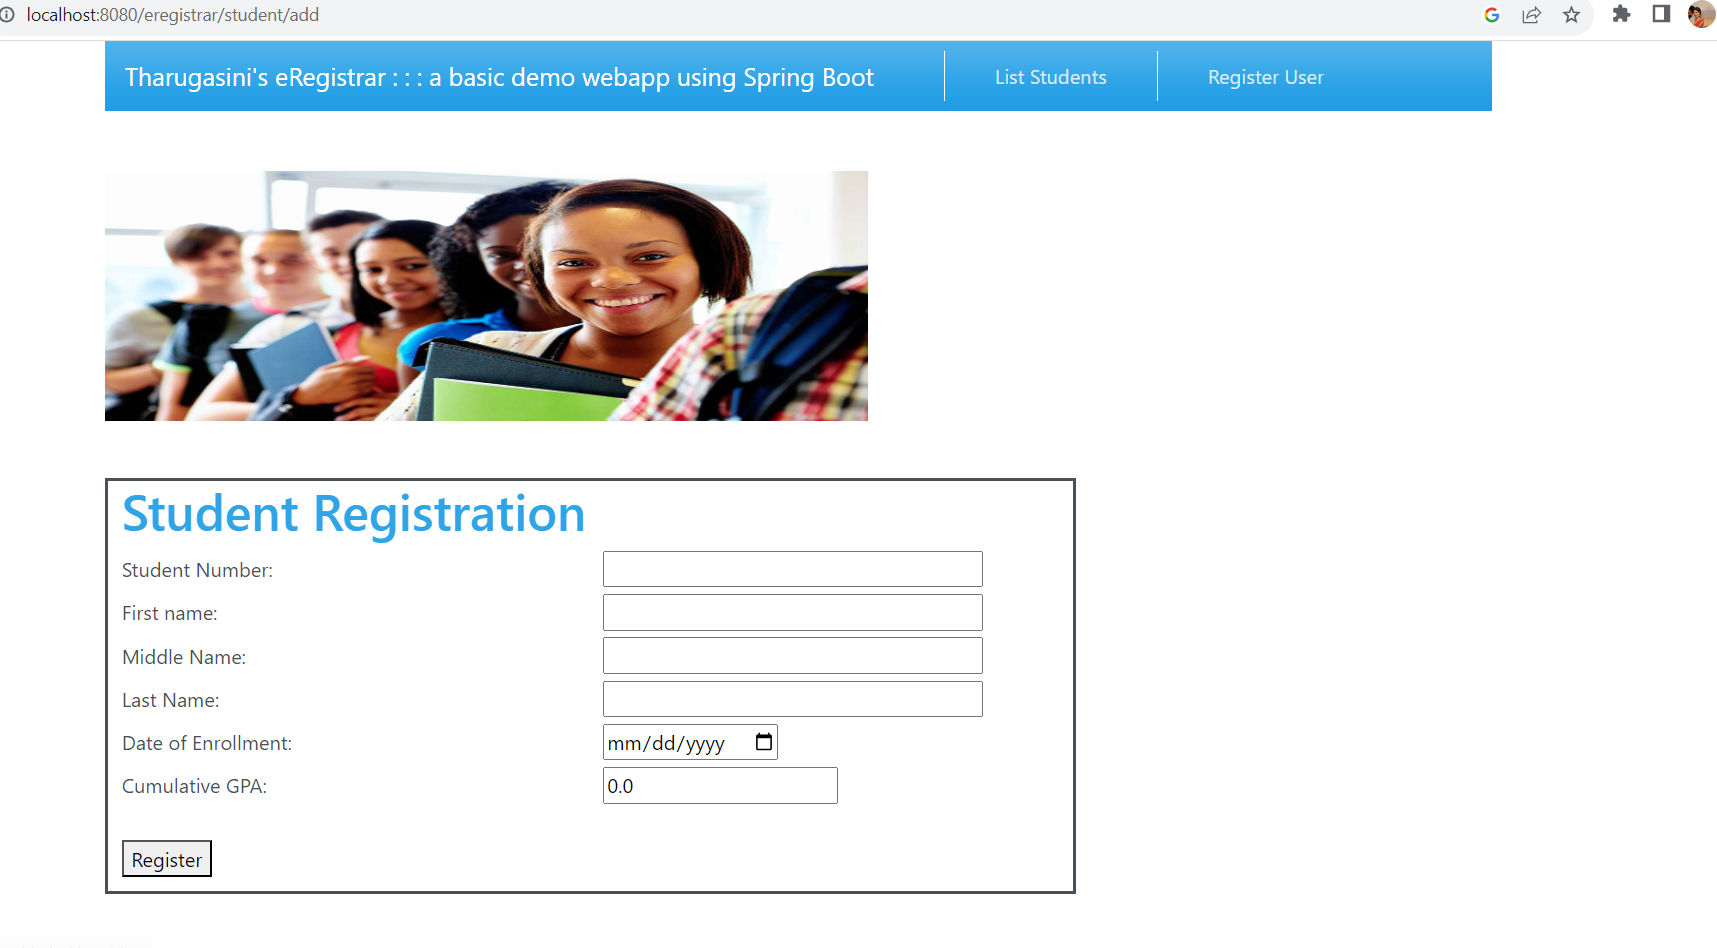 localhost:8080/eregistrar/student/add
Tharugasini's eRegistrar : : : a basic demo webapp using Spring Boot
List Students
Register User
Student Registration
Student Number:
First name:
Middle Name:
Last Name:
Date of Enrollment: mm/dd/yyyy
Cumulative GPA: 0.0
Register